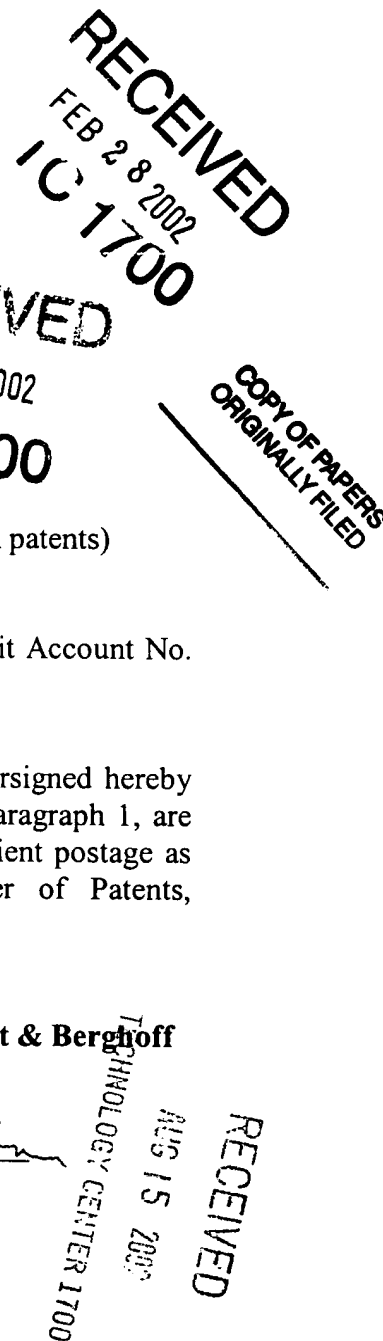 RECEIVED
FEB 28 2002
TC 1700
VED
002
00
COPY OF PAPERS
ORIGINALLY FILED
patents)
it Account No.
rsigned hereby
aragraph 1, are
ient postage as
er of Patents,
t & Berghoff
TECHNOLOGY CENTER 1700
AUG 15
RECEIVED